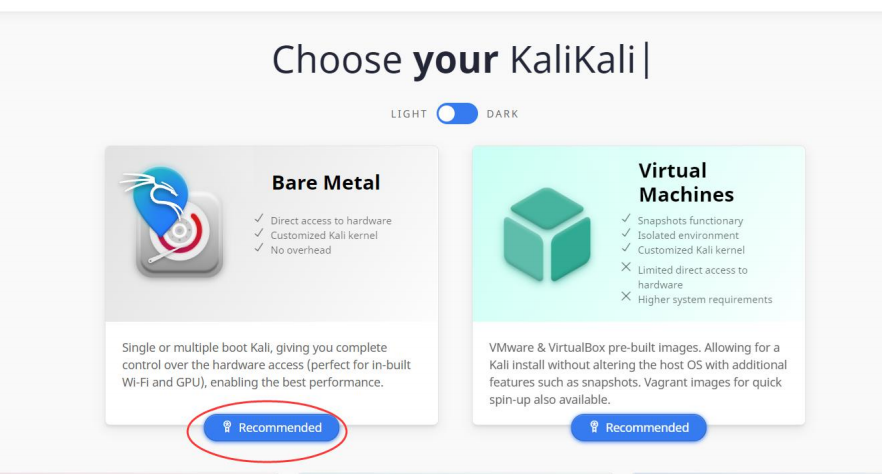 Choose your KaliKali
LIGHT DARK
Bare Metal
Direct access to hardware
Customized Kali kernel
No overhead
Single or multiple boot Kali, giving you complete
control over the hardware access (perfect for in-built
Wi-Fi and GPU), enabling the best performance.
Recommended
Virtual
Machines
Snapshots functionary
Isolated environment
Customized Kali kernel
Limited direct access to
hardware
Higher system requirements
VMware & VirtualBox pre-built images. Allowing for a
Kali install without altering the host OS with additional
features such as snapshots. Vagrant images for quick
spin-up also available.
Recommended